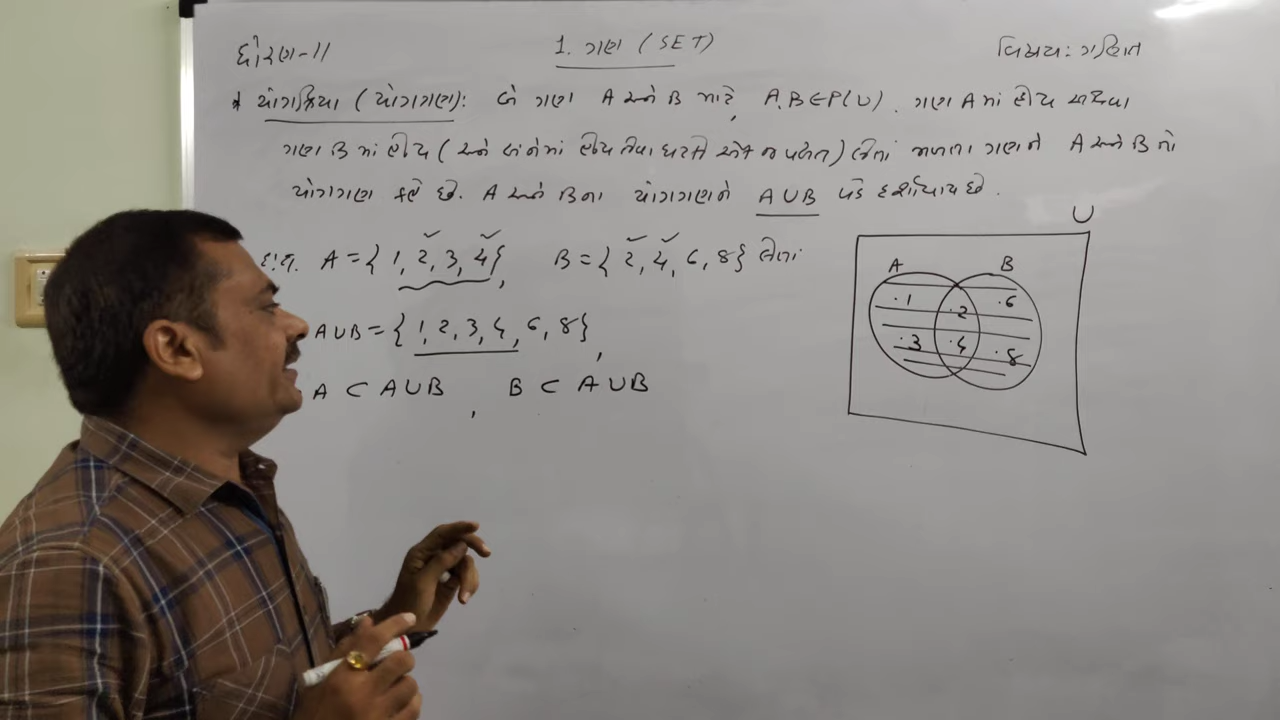 ધોરણ-11
1. ગણ (SET)
વિષય: ગણિત
* યોગક્રિયા (યોગગણ): બે ગણ A અને B માટે, A,B∈P(U). ગણ A માં હોય અથવા
ગણ B માં હોય (અને બંનેમાં હોય તેવા ઘટકો એક જ વખત) લેતાં મળતા ગણને A અને B નો
યોગગણ કહે છે. A અને B ના યોગગણને A∪B વડે દર્શાવાય છે.
દા.ત. A = {1, 2, 3, 4}, B = {2, 4, 6, 8} લેતાં
A∪B = {1, 2, 3, 4, 6, 8},
A ⊂ A∪B, B ⊂ A∪B
U
A B
.1 .2 .6
.3 .4 .8